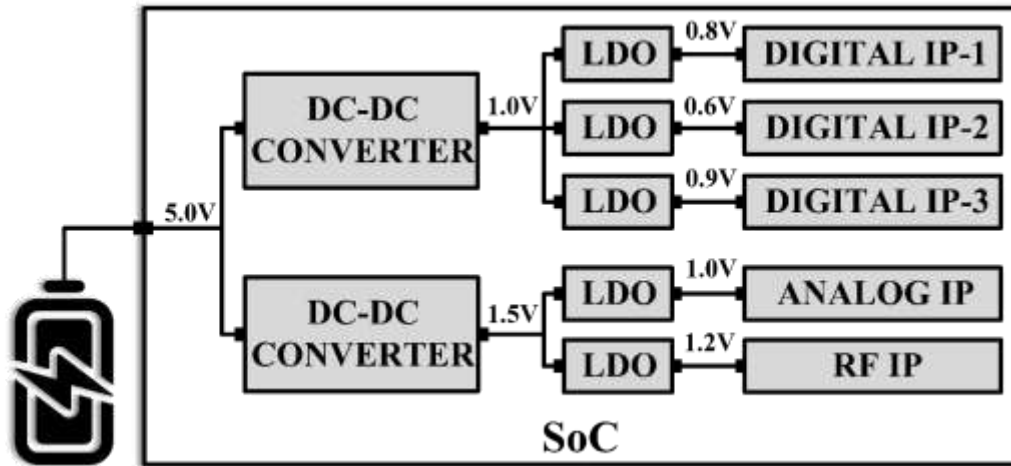 0.8V
LDO
DIGITAL IP-1
DC-DC
CONVERTER
1.0V
0.6V
LDO
DIGITAL IP-2
0.9V
LDO
DIGITAL IP-3
5.0V
DC-DC
CONVERTER
1.5V
1.0V
LDO
ANALOG IP
1.2V
LDO
RF IP
SoC